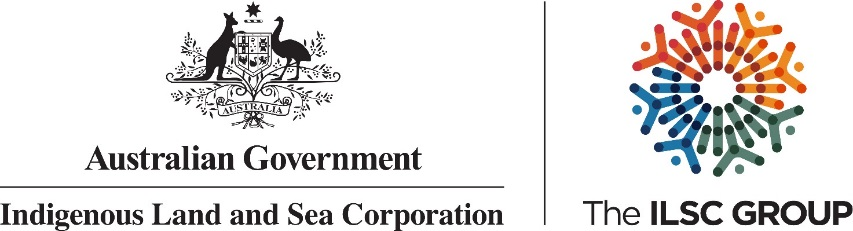 AUSTRALIA
Australian Government
Indigenous Land and Sea Corporation
The ILSC GROUP